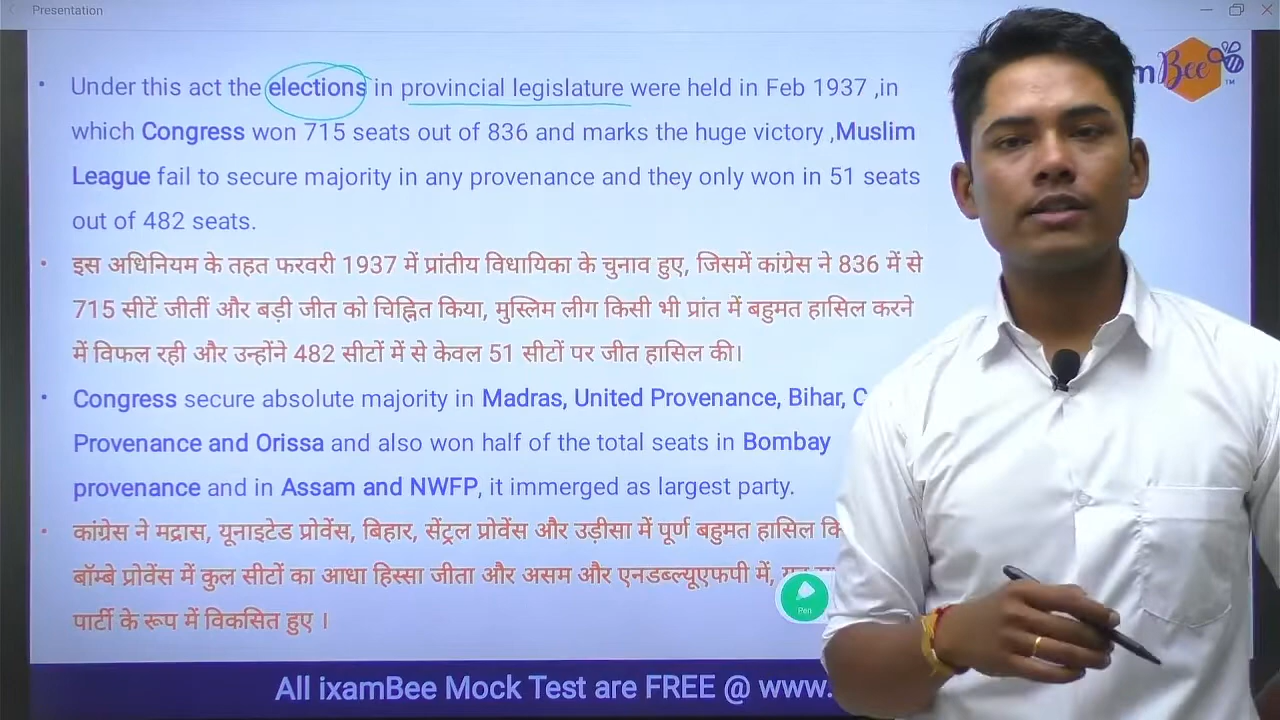 Presentation
mBee
TM
• Under this act the elections in provincial legislature were held in Feb 1937 ,in
which Congress won 715 seats out of 836 and marks the huge victory ,Muslim
League fail to secure majority in any provenance and they only won in 51 seats
out of 482 seats.
• इस अधिनियम के तहत फरवरी 1937 में प्रांतीय विधायिका के चुनाव हुए, जिसमें कांग्रेस ने 836 में से
715 सीटें जीतीं और बड़ी जीत को चिह्नित किया, मुस्लिम लीग किसी भी प्रांत में बहुमत हासिल करने
में विफल रही और उन्होंने 482 सीटों में से केवल 51 सीटों पर जीत हासिल की।
• Congress secure absolute majority in Madras, United Provenance, Bihar, C
Provenance and Orissa and also won half of the total seats in Bombay
provenance and in Assam and NWFP, it immerged as largest party.
• कांग्रेस ने मद्रास, यूनाइटेड प्रोवेंस, बिहार, सेंट्रल प्रोवेंस और उड़ीसा में पूर्ण बहुमत हासिल कि
बॉम्बे प्रोवेंस में कुल सीटों का आधा हिस्सा जीता और असम और एनडब्ल्यूएफपी में,
पार्टी के रूप में विकसित हुए ।
Pen
All ixamBee Mock Test are FREE @ www.